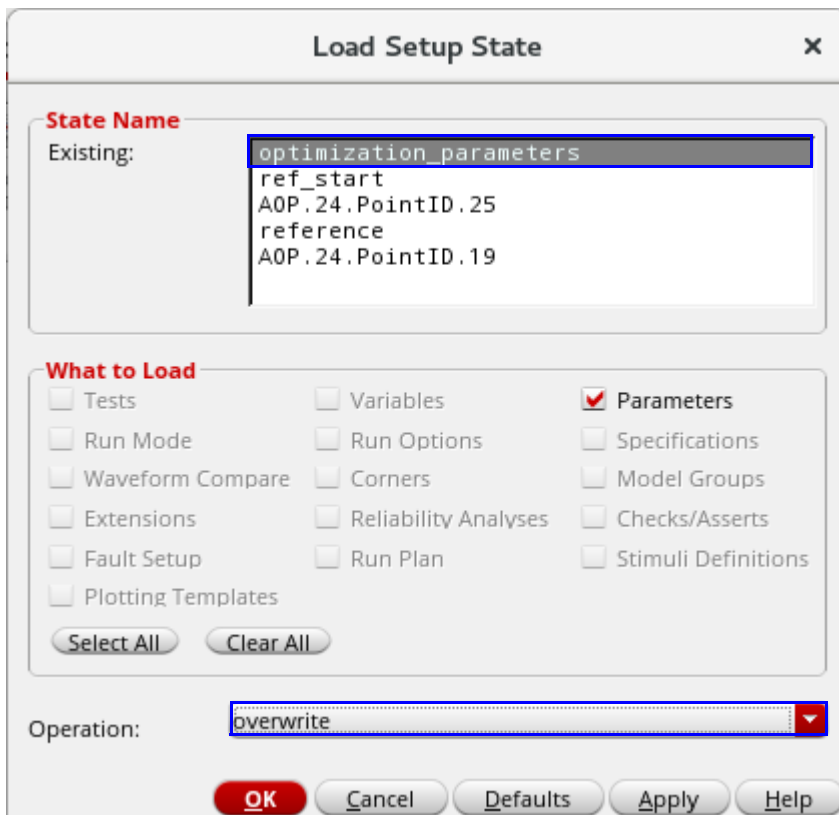 Load Setup State
State Name
Existing:
optimization_parameters
ref_start
AOP.24.PointID.25
reference
AOP.24.PointID.19
What to Load
Tests Variables Parameters
Run Mode Run Options Specifications
Waveform Compare Corners Model Groups
Extensions Reliability Analyses Checks/Asserts
Fault Setup Run Plan Stimuli Definitions
Plotting Templates
Select All Clear All
Operation: overwrite
OK Cancel Defaults Apply Help